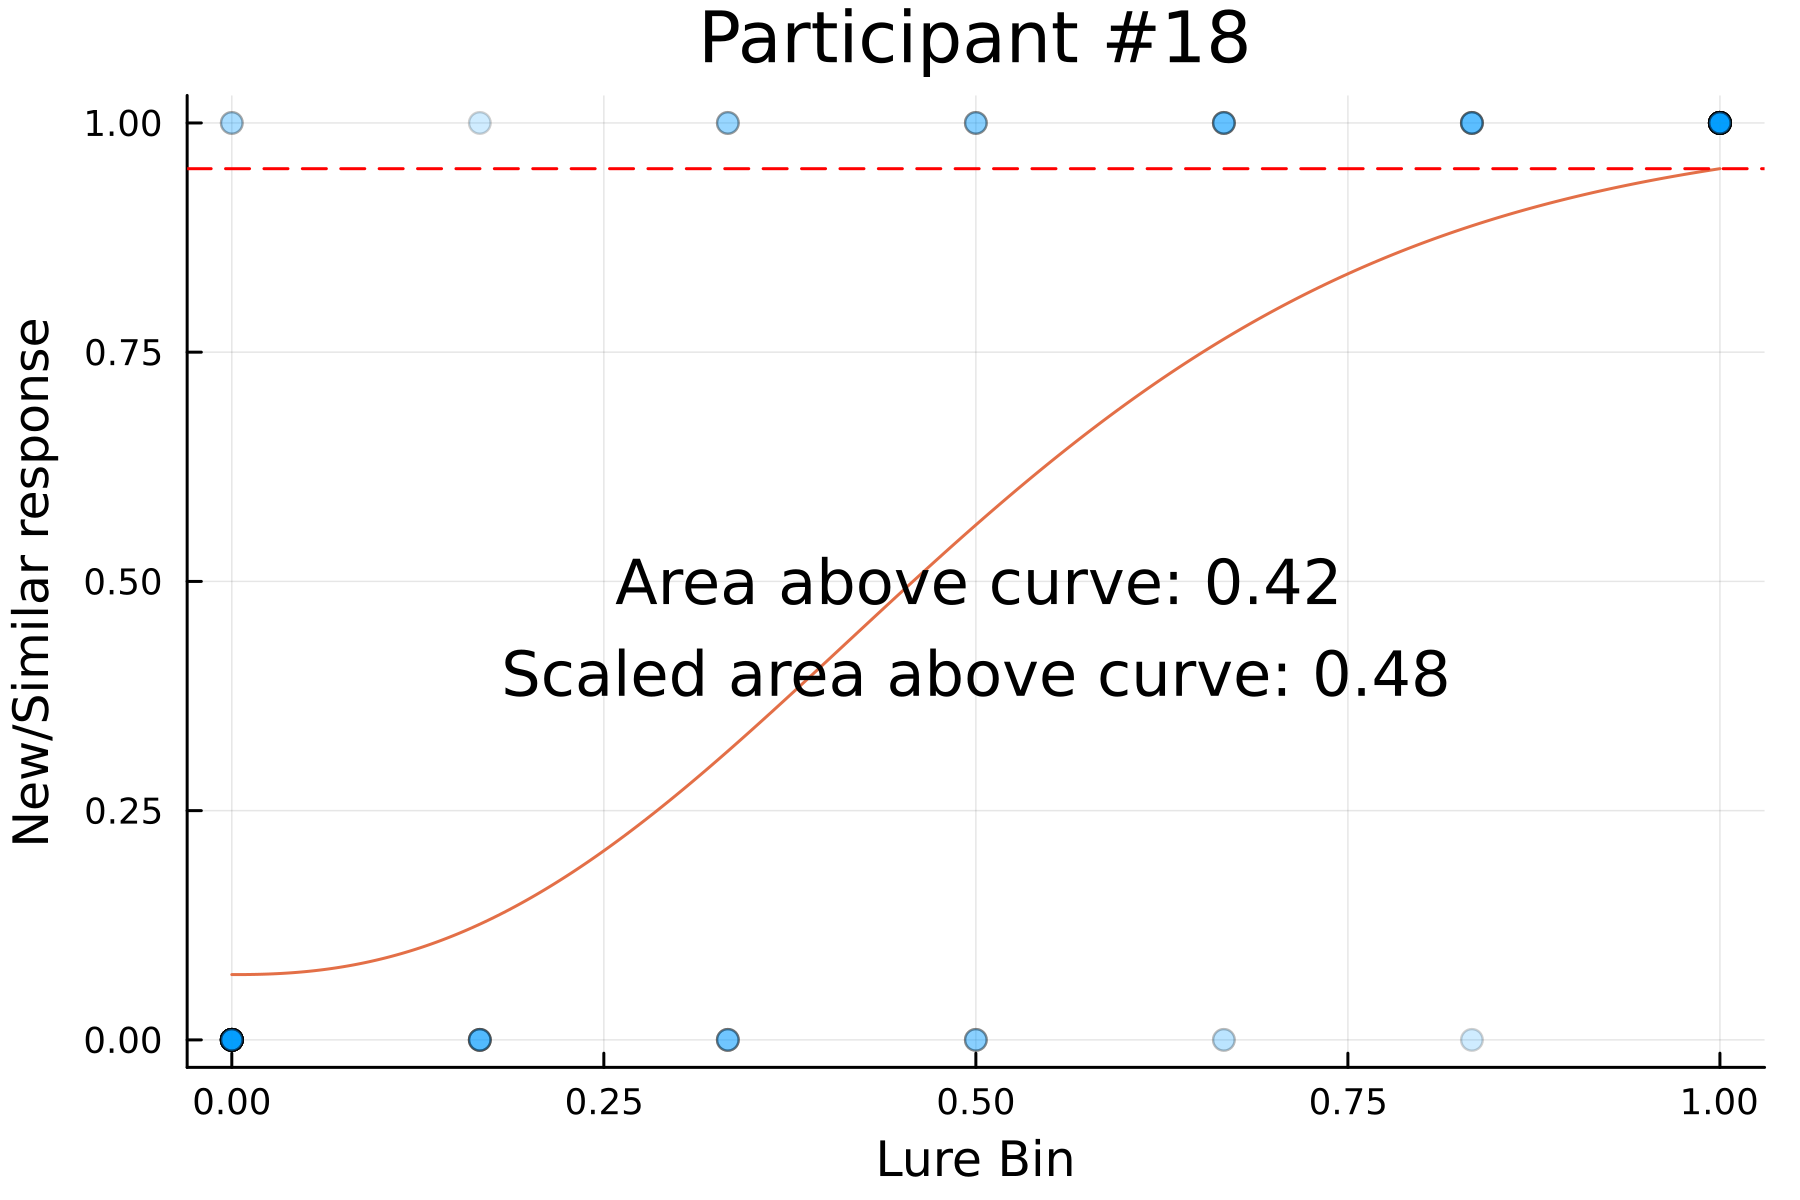 Participant #18
1.00
0.75
0.50
0.25
0.00
New/Similar response
Area above curve: 0.42
Scaled area above curve: 0.48
0.00 0.25 0.50 0.75 1.00
Lure Bin